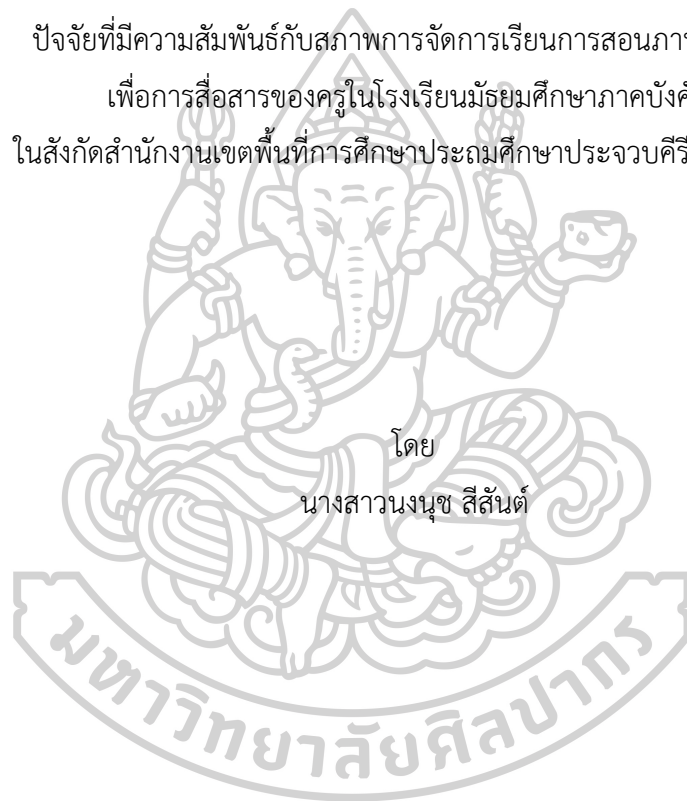 ปัจจัยที่มีความสัมพันธ์กับสภาพการจัดการเรียนการสอนภา
เพื่อการสื่อสารของครูในโรงเรียนมัธยมศึกษาภาคบังคั
ในสังกัดสำนักงานเขตพื้นที่การศึกษาประถมศึกษาประจวบคีรี
โดย
นางสาวนงนุช สีสันต์
มหาวิทยาลัยศิลปากร